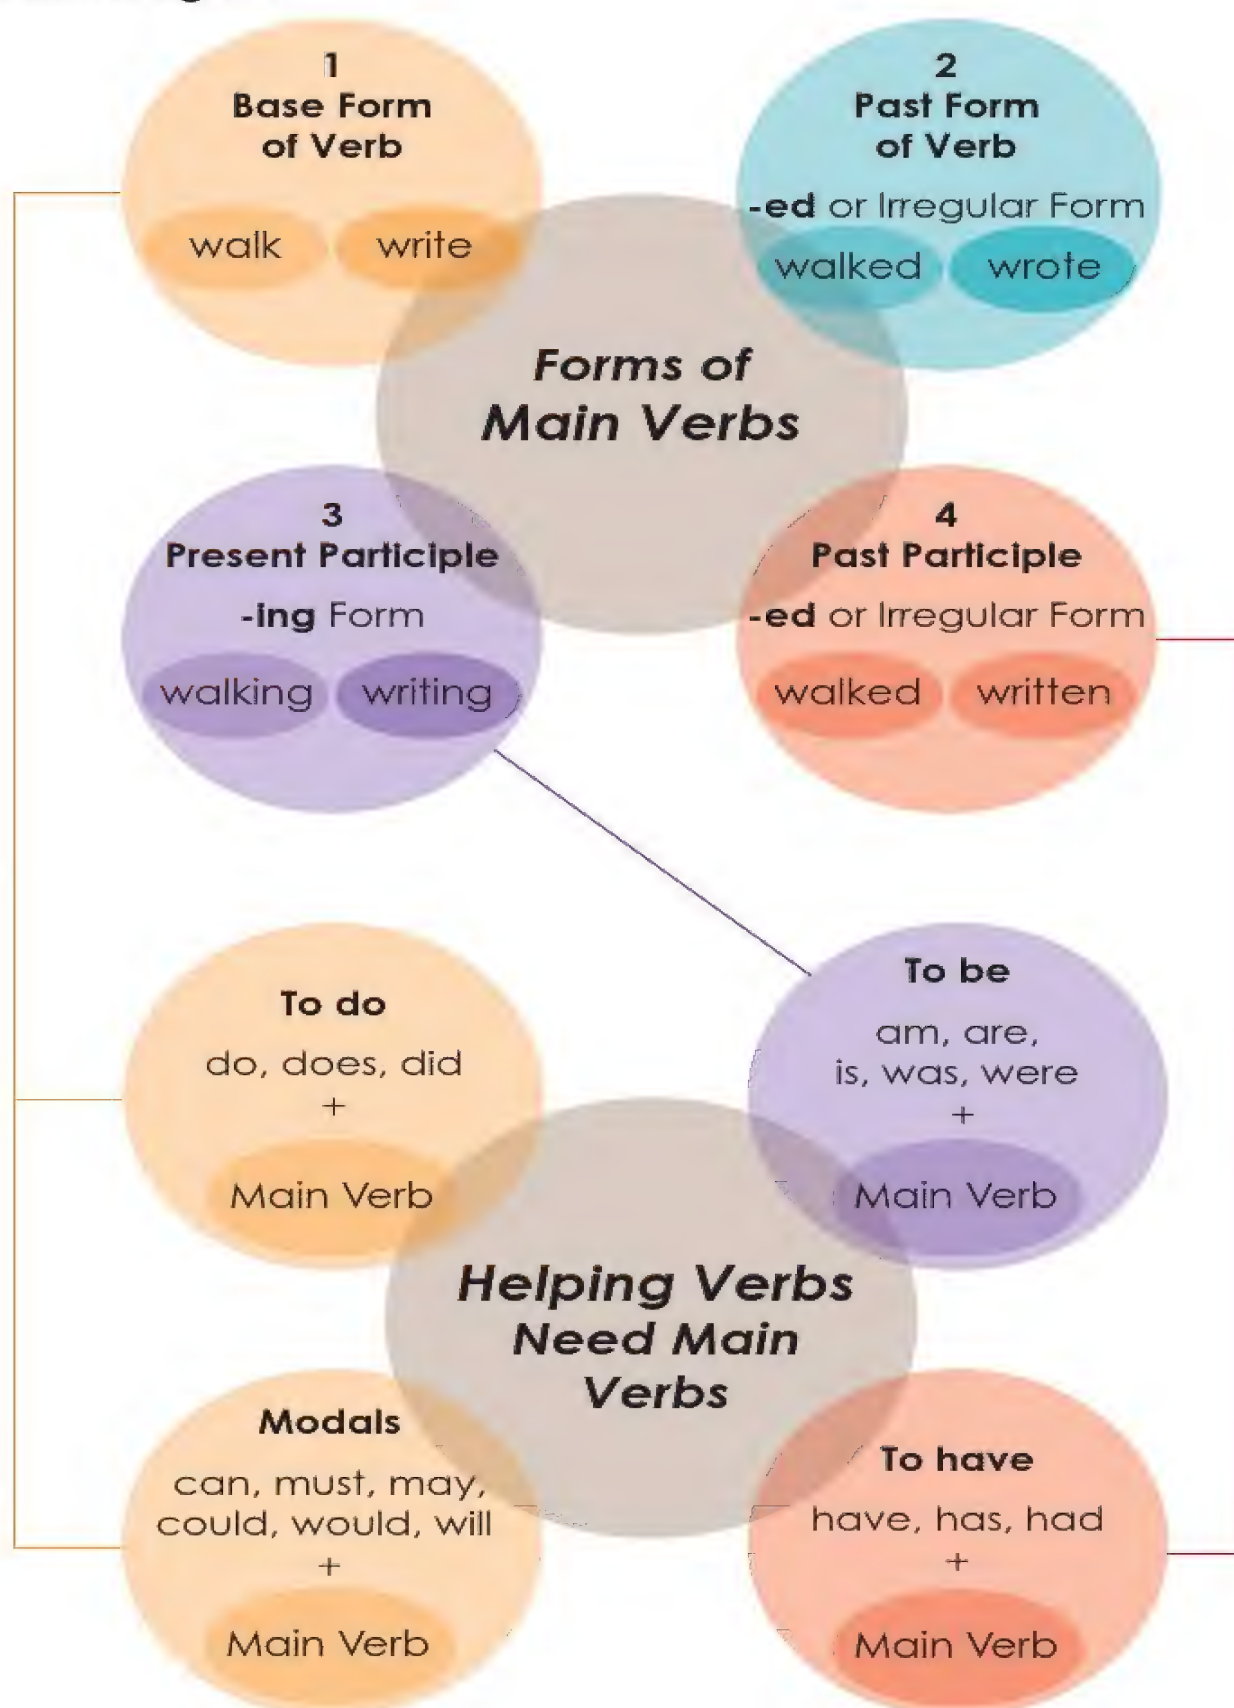 1
Base Form
of Verb
walk write
2
Past Form
of Verb
-ed or Irregular Form
walked wrote
Forms of
Main Verbs
3
Present Participle
-ing Form
walking writing
4
Past Participle
-ed or Irregular Form
walked written
To do
do, does, did
+
Main Verb
To be
am, are,
is, was, were
+
Main Verb
Helping Verbs
Need Main
Verbs
Modals
can, must, may,
could, would, will
+
Main Verb
To have
have, has, had
+
Main Verb